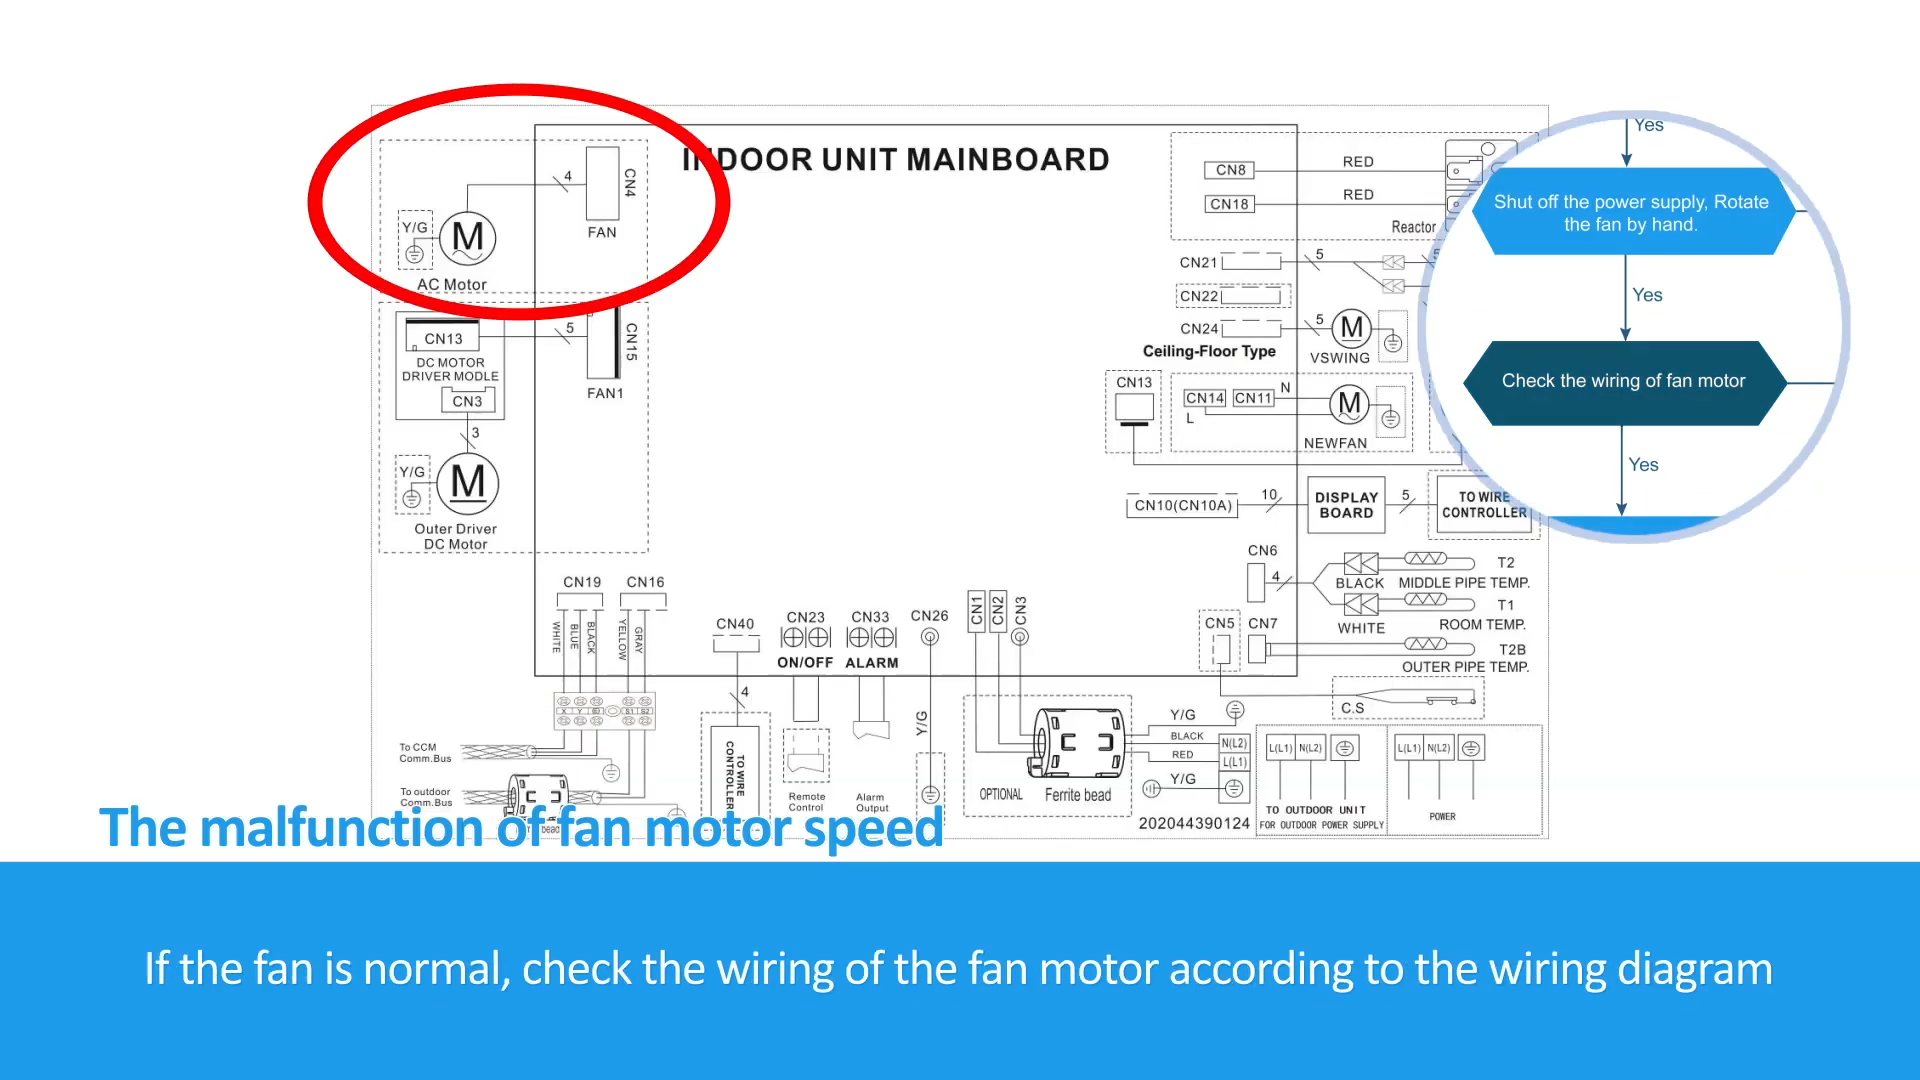 INDOOR UNIT MAINBOARD
4
CN4
FAN
Y/G
M
AC Motor
CN13
DC MOTOR
DRIVER MODLE
CN3
5
CN15
FAN1
3
Y/G
M
Outer Driver
DC Motor
CN8
RED
CN18
RED
Reactor
CN21
5
CN22
CN24
5
M
VSWING
Ceiling-Floor Type
CN13
CN14
CN11
N
L
M
NEWFAN
CN10(CN10A)
10
DISPLAY
BOARD
5
TO WIRE
CONTROLLER
CN6
4
BLACK
T2
MIDDLE PIPE TEMP.
WHITE
T1
ROOM TEMP.
CN5
CN7
T2B
OUTER PIPE TEMP.
C.S
Yes
Shut off the power supply, Rotate
the fan by hand.
Yes
Check the wiring of fan motor
Yes
CN19
CN16
WHITE
BLUE
BLACK
YELLOW
GRAY
X
Y
E
S1
S2
To CCM
Comm.Bus
To outdoor
Comm.Bus
CN40
4
TO WIRE
CONTROLLER
CN23
ON/OFF
Remote
Control
CN33
ALARM
Alarm
Output
CN26
Y/G
CN1
CN2
CN3
OPTIONAL
Ferrite bead
Y/G
BLACK
RED
Y/G
N(L2)
L(L1)
202044390124
L(L1)
N(L2)
TO OUTDOOR UNIT
FOR OUTDOOR POWER SUPPLY
L(L1)
N(L2)
POWER
The malfunction of fan motor speed
If the fan is normal, check the wiring of the fan motor according to the wiring diagram